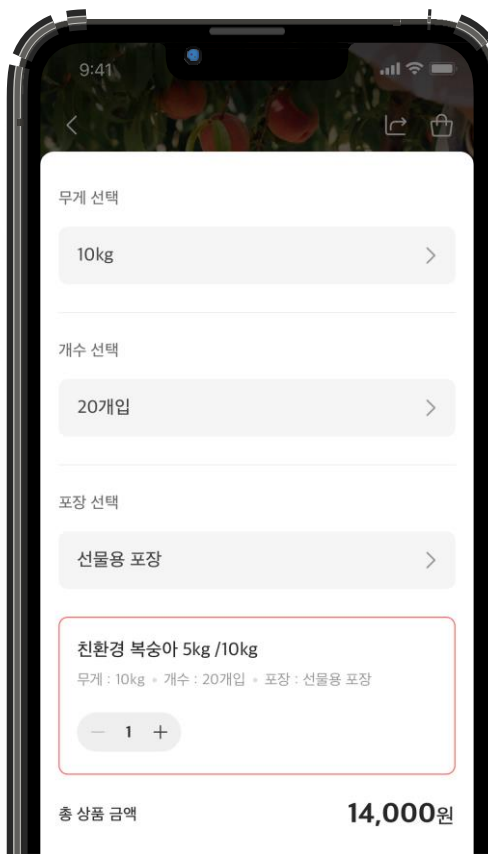 9:41
무게 선택
10kg
개수 선택
20개입
포장 선택
선물용 포장
친환경 복숭아 5kg /10kg
무게 : 10kg • 개수 : 20개입 • 포장 : 선물용 포장
1
총 상품 금액 14,000원